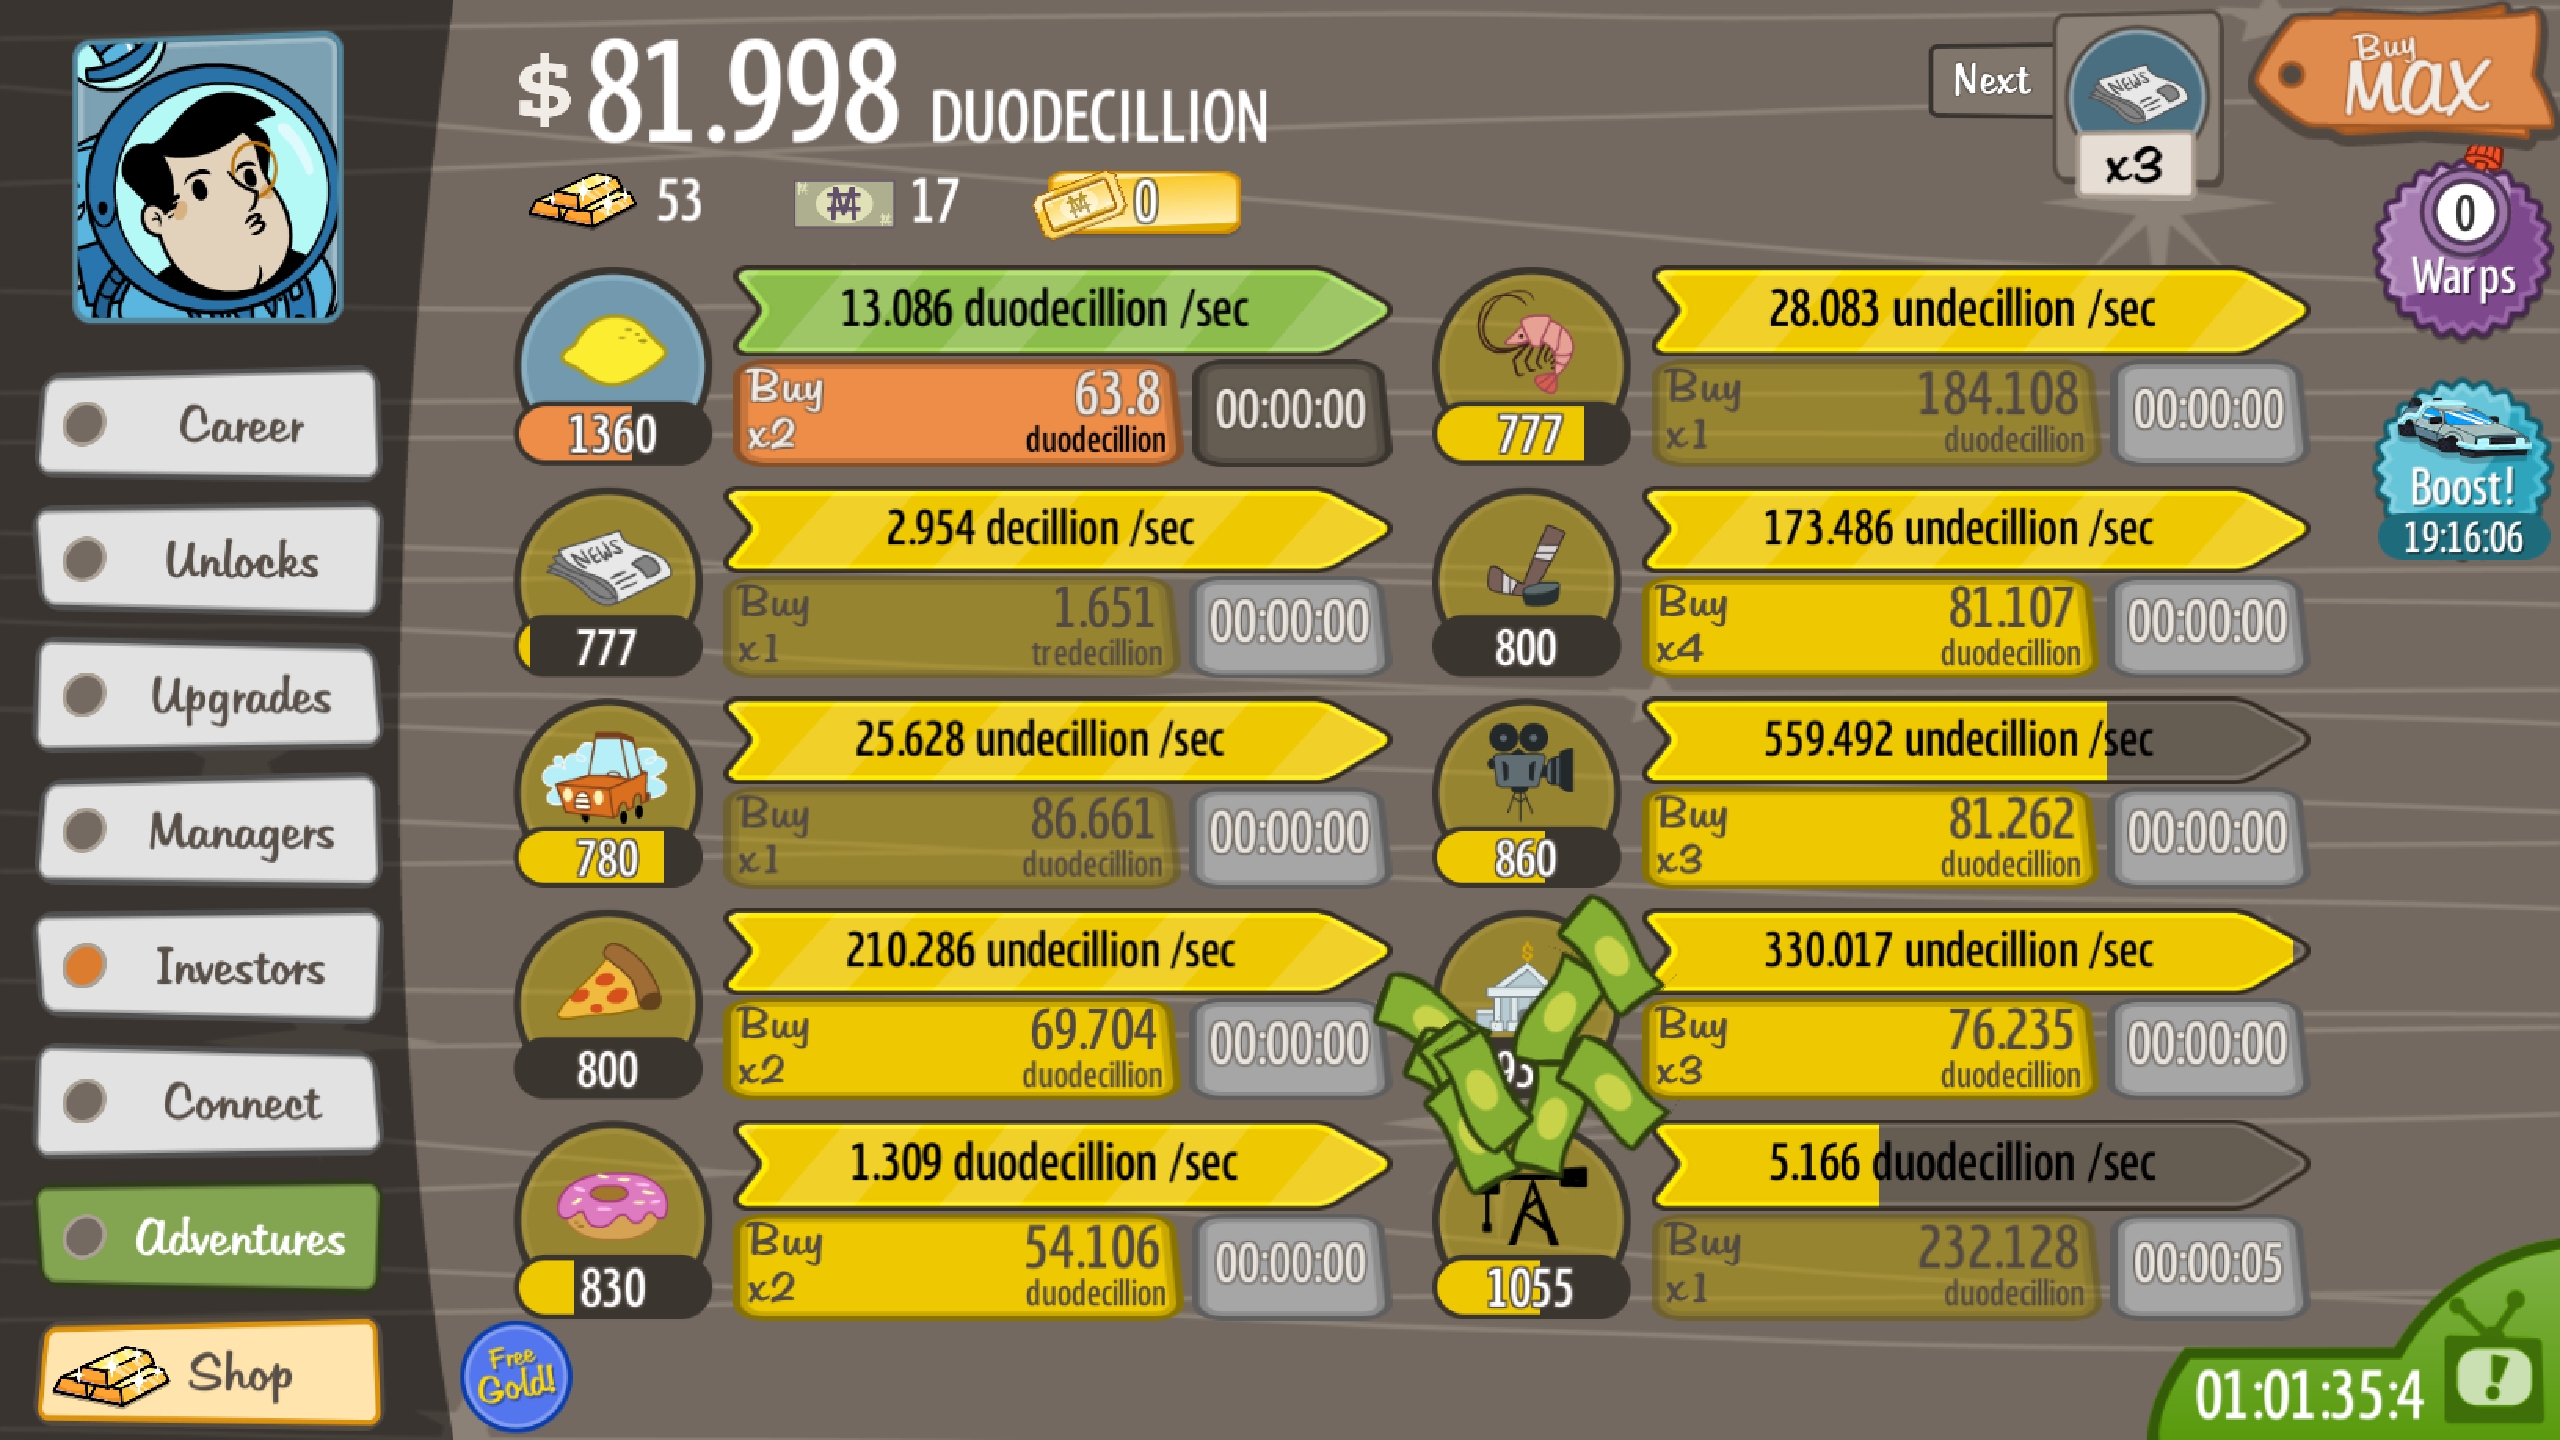 $81.998 DUODECILLION
Next
x3
Buy
MAX
53
17
0
0
Warps
Boost!
19:16:06
Career
Unlocks
Upgrades
Managers
Investors
Connect
Adventures
Shop
13.086 duodecillion /sec
1360
Buy
x2
63.8
duodecillion
00:00:00
NEWS
2.954 decillion /sec
777
Buy
x1
1.651
tredecillion
00:00:00
25.628 undecillion /sec
780
Buy
x1
86.661
duodecillion
00:00:00
210.286 undecillion /sec
800
Buy
x2
69.704
duodecillion
00:00:00
1.309 duodecillion /sec
830
Buy
x2
54.106
duodecillion
00:00:00
28.083 undecillion /sec
777
Buy
x1
184.108
duodecillion
00:00:00
173.486 undecillion /sec
800
Buy
x4
81.107
duodecillion
00:00:00
559.492 undecillion /sec
860
Buy
x3
81.262
duodecillion
00:00:00
330.017 undecillion /sec
Buy
x3
76.235
duodecillion
00:00:00
5.166 duodecillion /sec
1055
Buy
x1
232.128
duodecillion
00:00:05
Free
Gold!
01:01:35:4